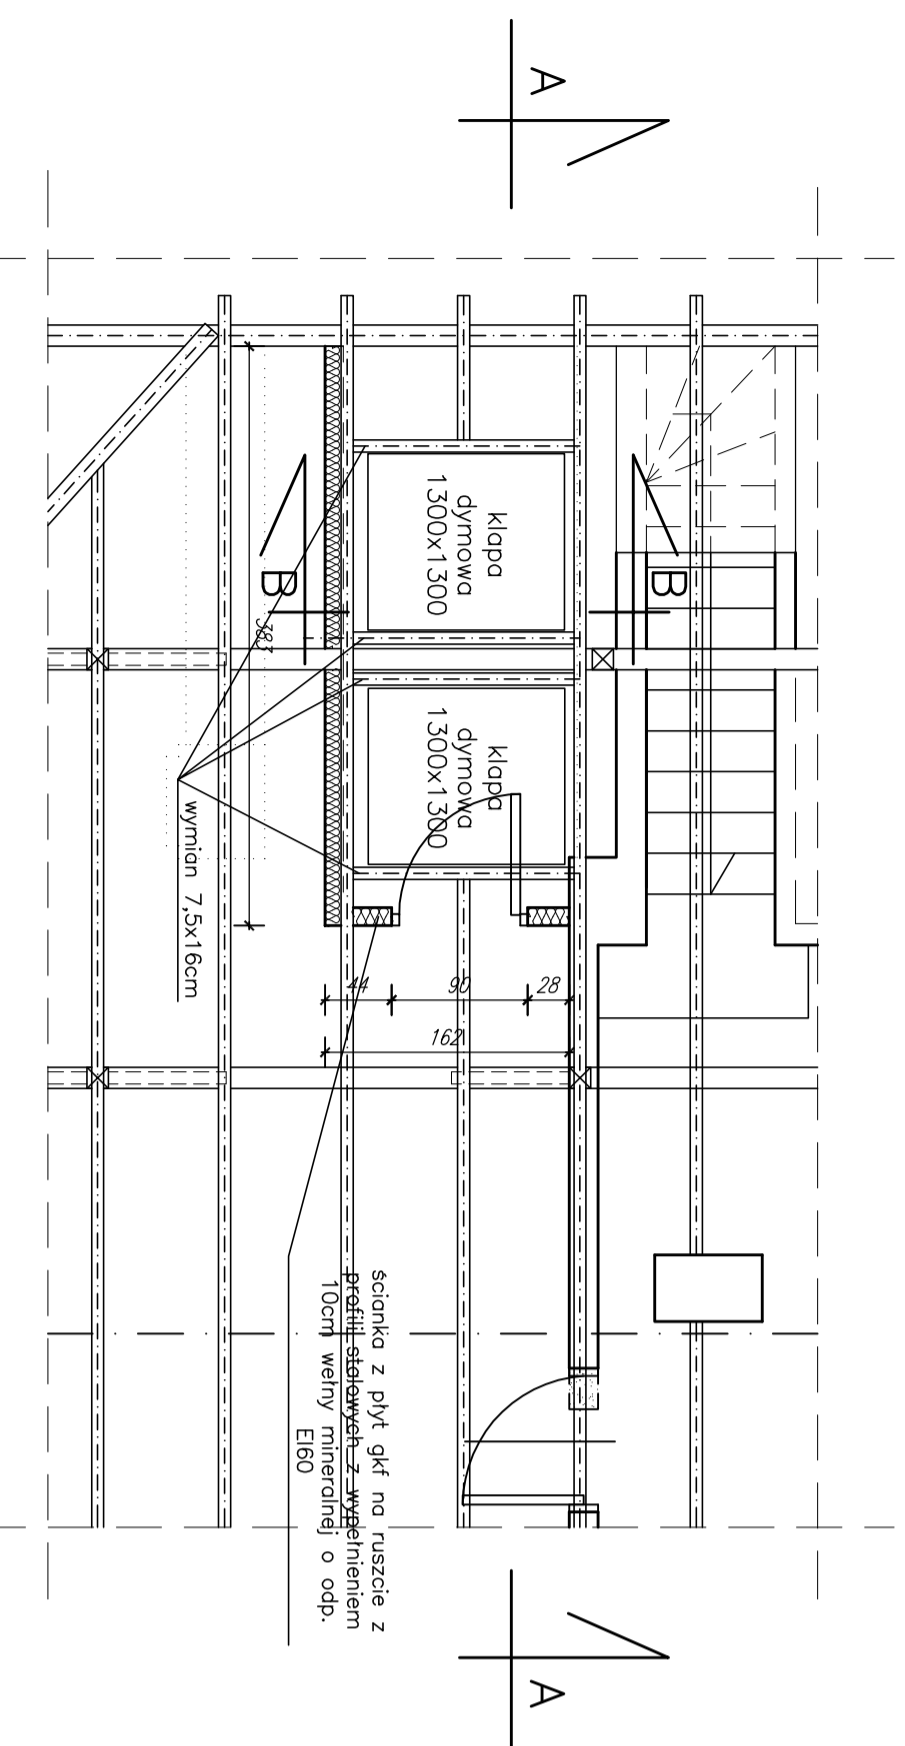 A
B
B
klapa
dymowa
1300x1300
klapa
dymowa
1300x1300
383
wymian 7,5x16cm
44
90
28
162
ścianka z płyt gkf na ruszcie z
profili stalowych z wypełnieniem
10cm wełny mineralnej o odp.
EI60
A